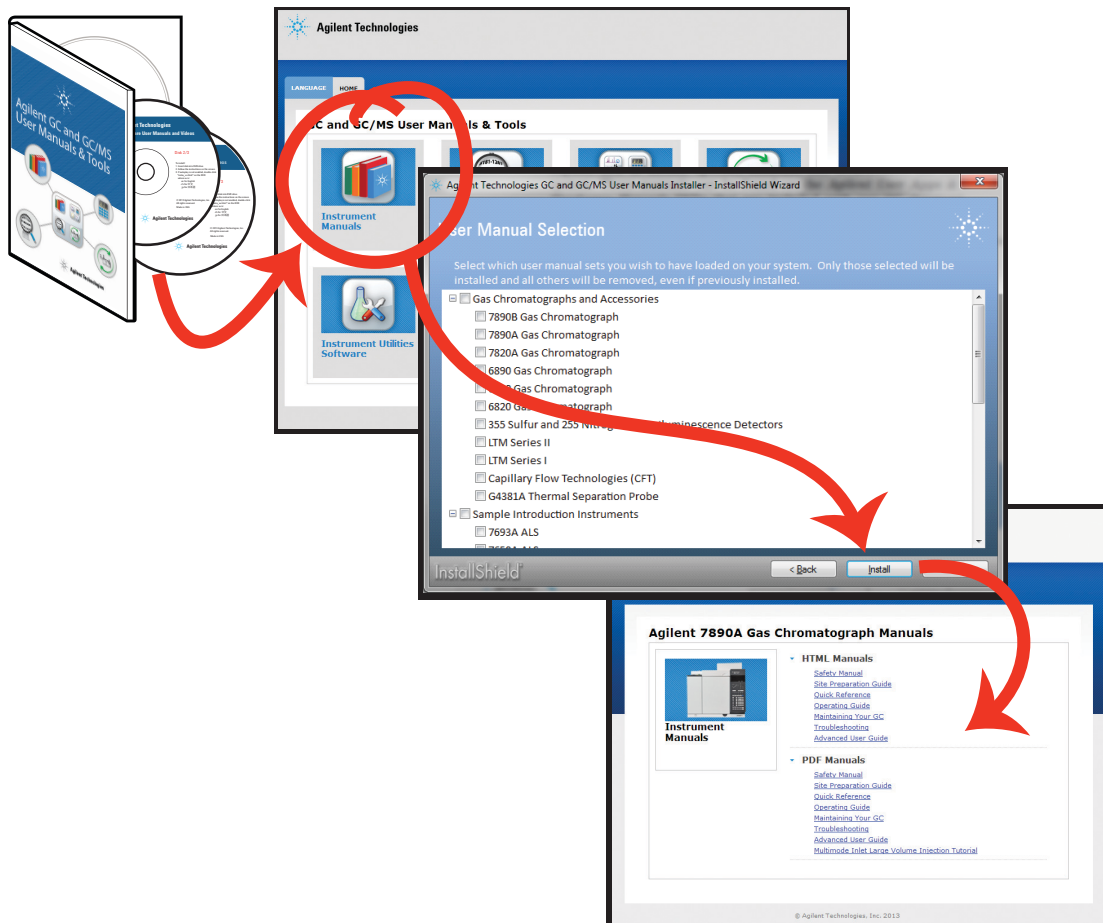 Agilent GC and GC/MS
User Manuals & Tools
Agilent Technologies
Agilent Technologies
Agilent Technologies
Agilent Technologies
LANGUAGE
HOME
GC and GC/MS User Manuals & Tools
Instrument
Manuals
Instrument Utilities
Software
Agilent Technologies GC and GC/MS User Manuals Installer - InstallShield Wizard
User Manual Selection
Select which user manual sets you wish to have loaded on your system. Only those selected will be
installed and all others will be removed, even if previously installed.
Gas Chromatographs and Accessories
7890B Gas Chromatograph
7890A Gas Chromatograph
7820A Gas Chromatograph
6890 Gas Chromatograph
Gas Chromatograph
6820 Gas Chromatograph
355 Sulfur and 255 Nitrogen Chemiluminescence Detectors
LTM Series II
LTM Series I
Capillary Flow Technologies (CFT)
G4381A Thermal Separation Probe
Sample Introduction Instruments
7693A ALS
InstallShield
< Back
Install
Agilent 7890A Gas Chromatograph Manuals
Instrument
Manuals
HTML Manuals
Safety Manual
Site Preparation Guide
Quick Reference
Operating Guide
Maintaining Your GC
Troubleshooting
Advanced User Guide
PDF Manuals
Safety Manual
Site Preparation Guide
Quick Reference
Operating Guide
Maintaining Your GC
Troubleshooting
Advanced User Guide
Multimode Inlet Large Volume Injection Tutorial
© Agilent Technologies, Inc. 2013